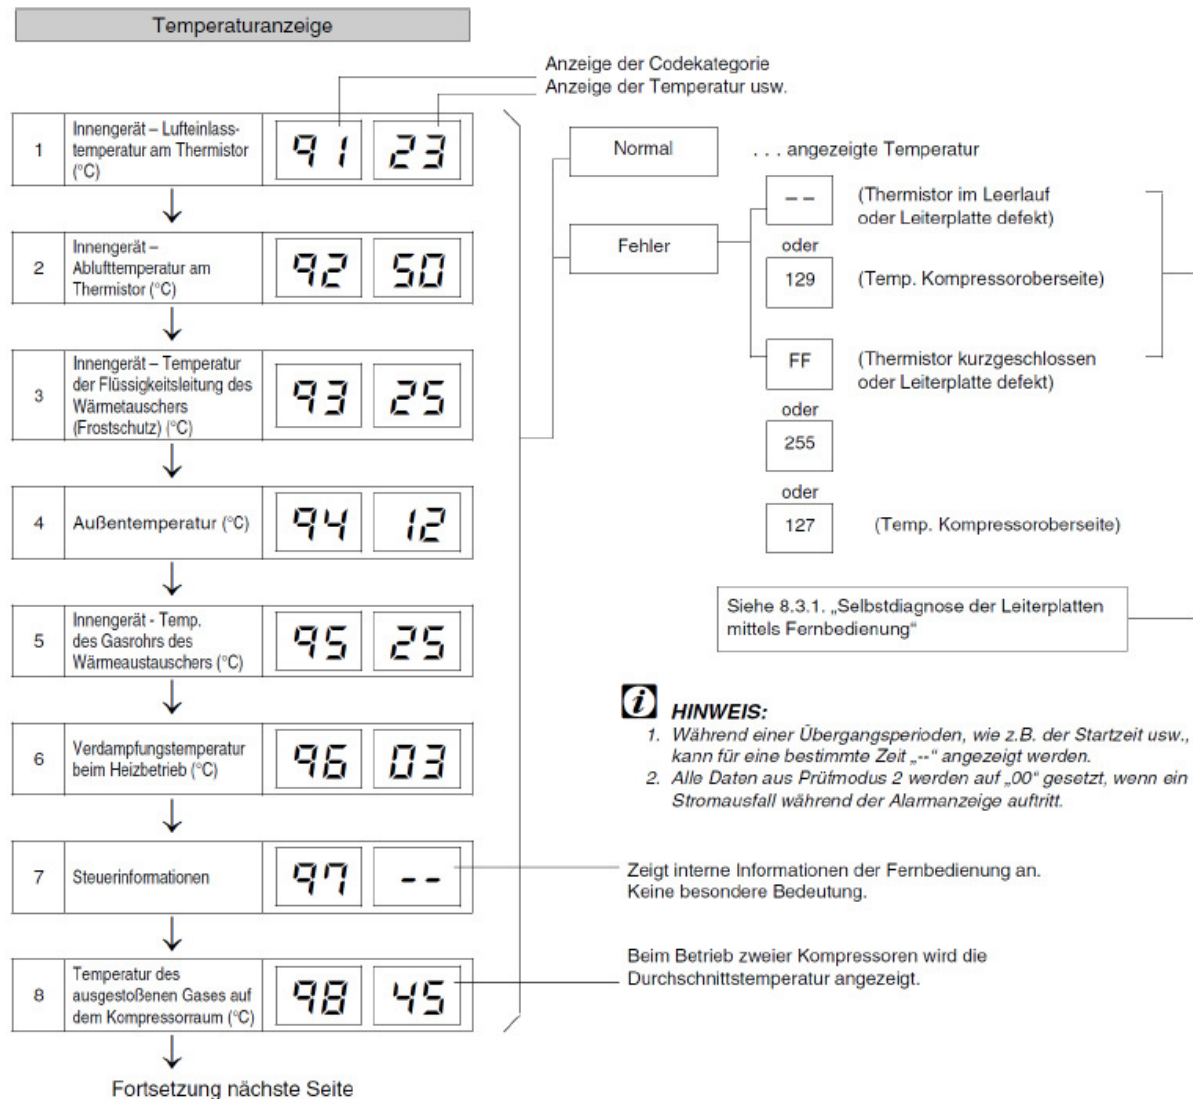 Temperaturanzeige
Anzeige der Codekategorie
Anzeige der Temperatur usw.
1
Innengerät – Lufteinlass-
temperatur am Thermistor
(°C)
91
23
2
Innengerät –
Ablufttemperatur am
Thermistor (°C)
92
50
3
Innengerät – Temperatur
der Flüssigkeitsleitung des
Wärmetauschers
(Frostschutz) (°C)
93
25
4
Außentemperatur (°C)
94
12
5
Innengerät - Temp.
des Gasrohrs des
Wärmeaustauschers (°C)
95
25
6
Verdampfungstemperatur
beim Heizbetrieb (°C)
96
03
7
Steuerinformationen
97
--
8
Temperatur des
ausgestoßenen Gases auf
dem Kompressorraum (°C)
98
45
Fortsetzung nächste Seite
Normal
. . . angezeigte Temperatur
Fehler
--
(Thermistor im Leerlauf
oder Leiterplatte defekt)
oder
129
(Temp. Kompressoroberseite)
FF
(Thermistor kurzgeschlossen
oder Leiterplatte defekt)
oder
255
oder
127
(Temp. Kompressoroberseite)
Siehe 8.3.1. „Selbstdiagnose der Leiterplatten
mittels Fernbedienung“
i HINWEIS:
1. Während einer Übergangsperioden, wie z.B. der Startzeit usw.,
kann für eine bestimmte Zeit „--“ angezeigt werden.
2. Alle Daten aus Prüfmodus 2 werden auf „00“ gesetzt, wenn ein
Stromausfall während der Alarmanzeige auftritt.
Zeigt interne Informationen der Fernbedienung an.
Keine besondere Bedeutung.
Beim Betrieb zweier Kompressoren wird die
Durchschnittstemperatur angezeigt.